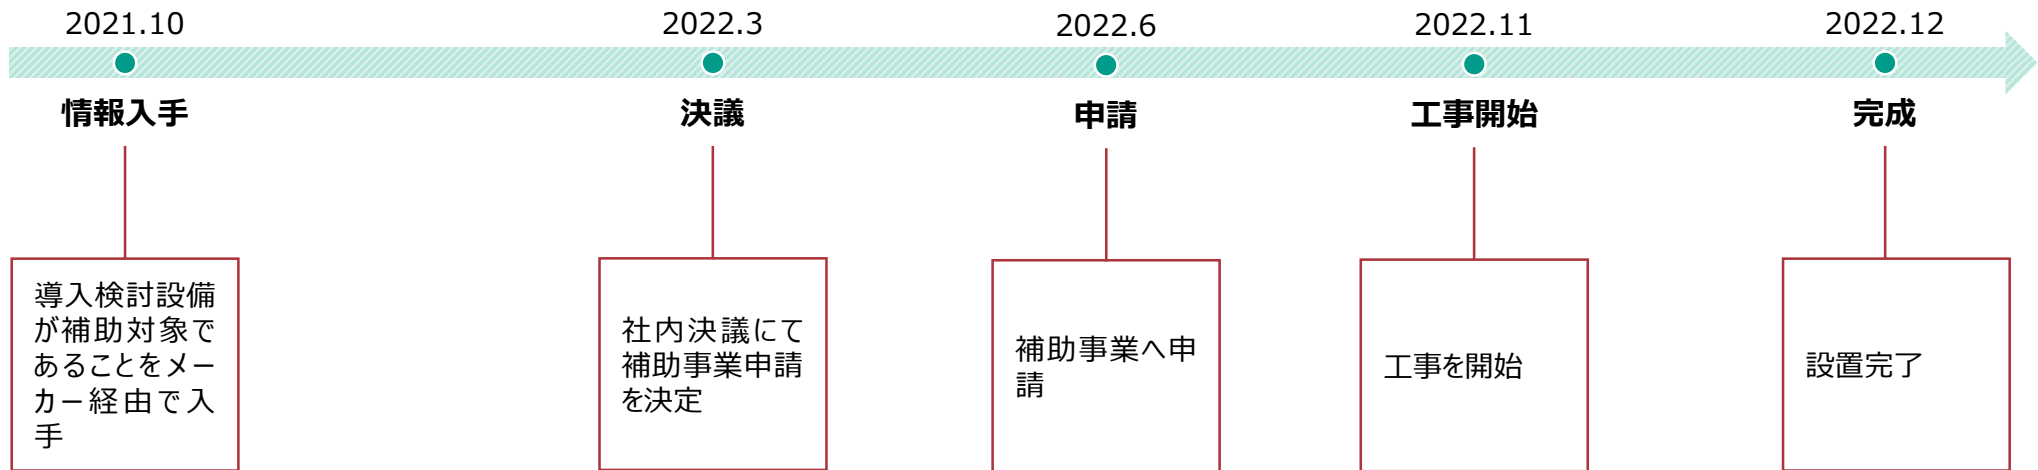 2021.10
2022.3
2022.6
2022.11
2022.12
情報入手
決議
申請
工事開始
完成
導入検討設備
が補助対象で
あることをメー
カー経由で入
手
社内決議にて
補助事業申請
を決定
補助事業へ申
請
工事を開始
設置完了